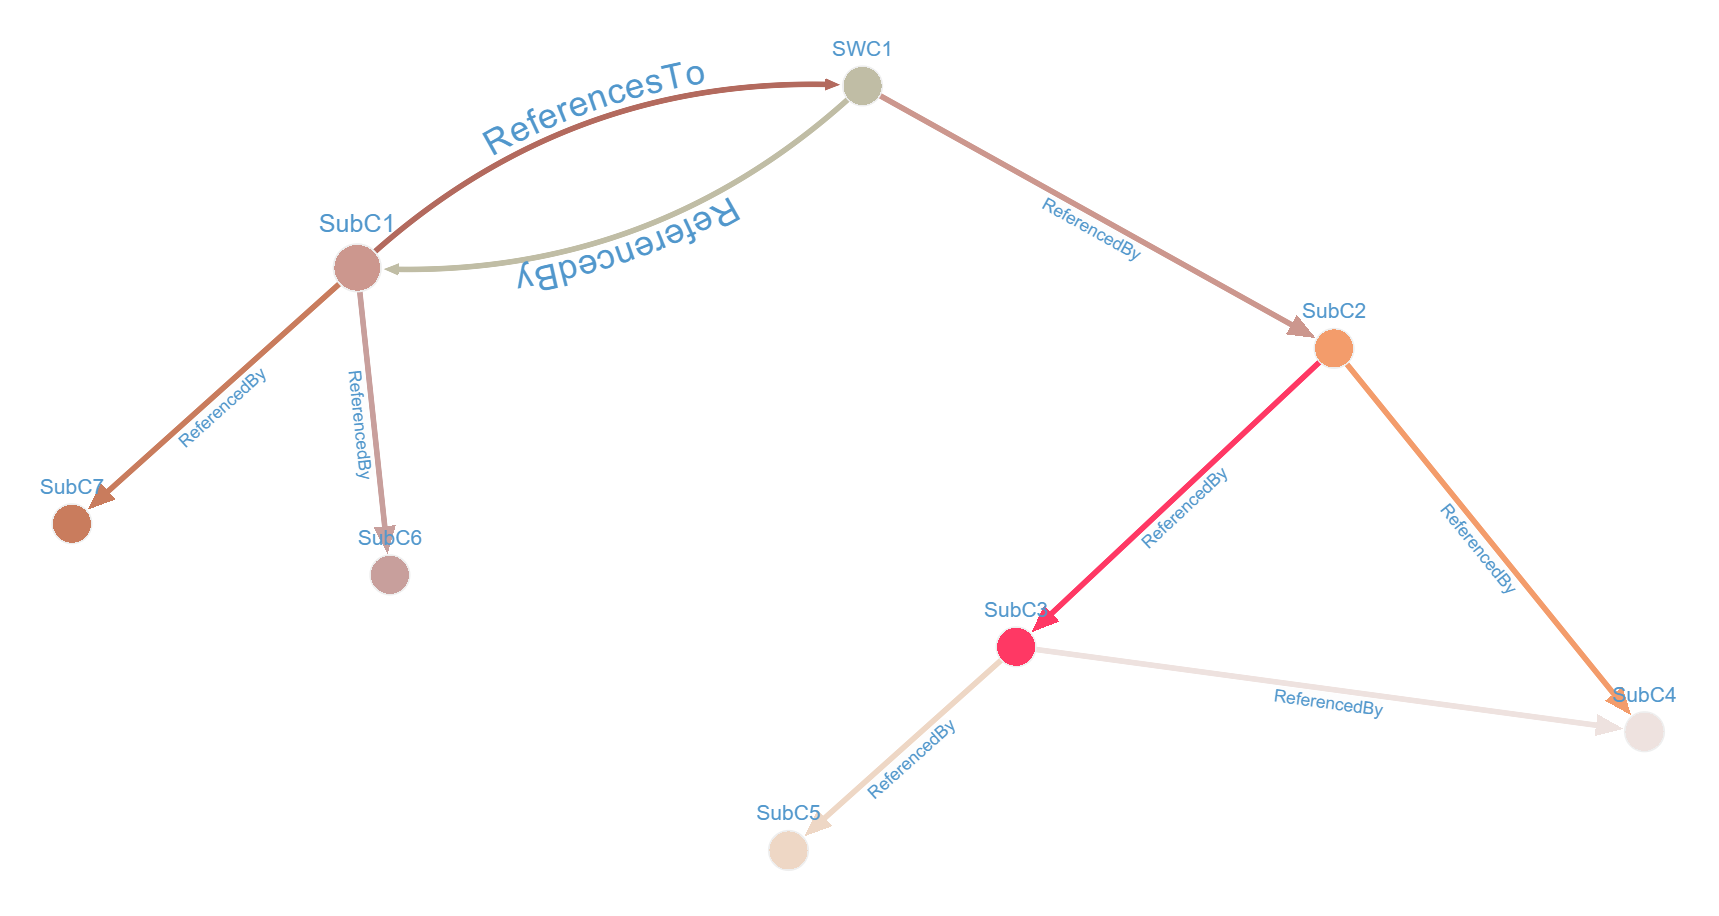 SWC1
ReferencesTo
SubC1
ReferencedBy
ReferencedBy
SubC2
ReferencedBy
ReferencedBy
SubC7
SubC6
ReferencedBy
ReferencedBy
SubC3
SubC4
ReferencedBy
ReferencedBy
SubC5